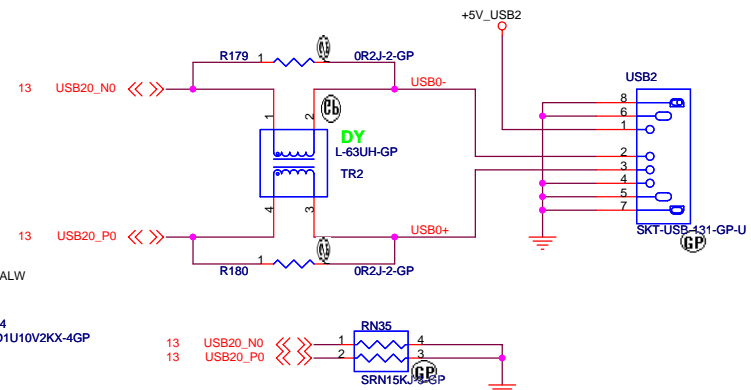 +5V_USB2
R179 1 0R2J-2-GP
USB2
13 USB20_N0 USB0-
8
6
1
1 2
DY
L-63UH-GP
TR2
2
3
4
5
7
4 3
13 USB20_P0 USB0+
SKT-USB-131-GP-U
GP
R180 1 0R2J-2-GP
ALW
4
D1U10V2KX-4GP
RN35
13 USB20_N0 1 4
13 USB20_P0 2 3
GP